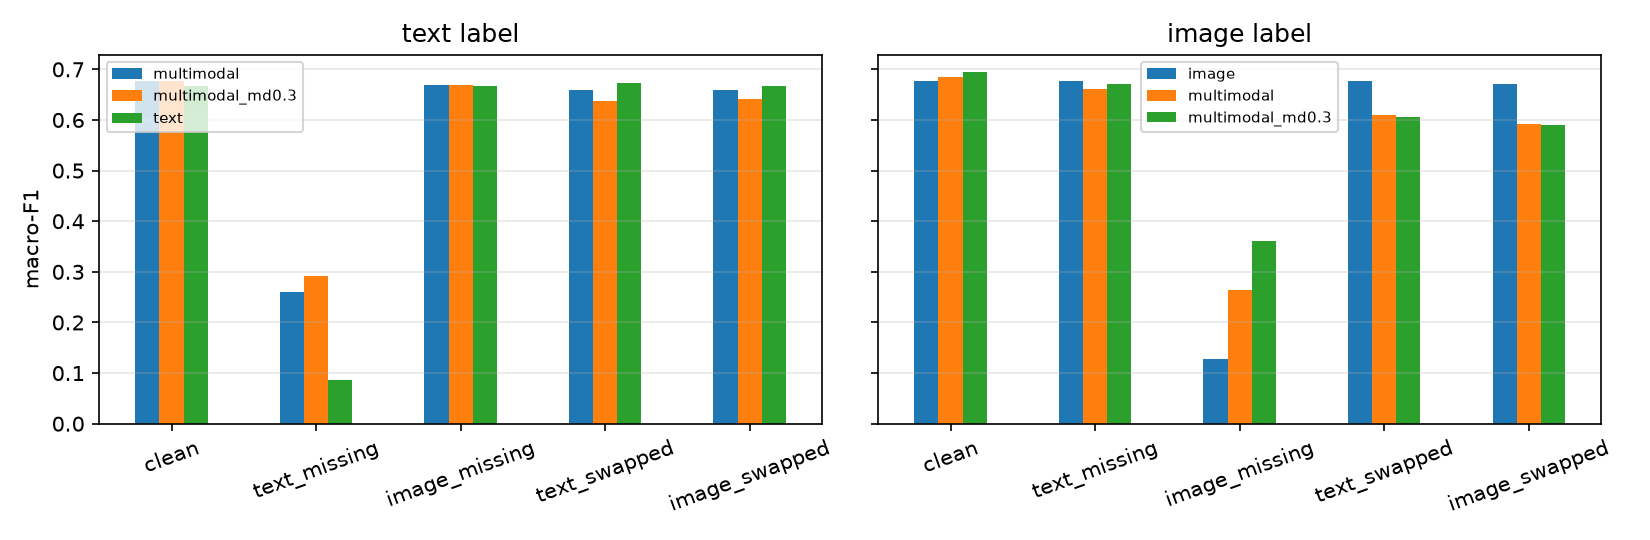 text label
macro-F1
0.7
0.6
0.5
0.4
0.3
0.2
0.1
0.0
multimodal
multimodal_md0.3
text
clean
text_missing
image_missing
text_swapped
image_swapped
image label
image
multimodal
multimodal_md0.3
clean
text_missing
image_missing
text_swapped
image_swapped